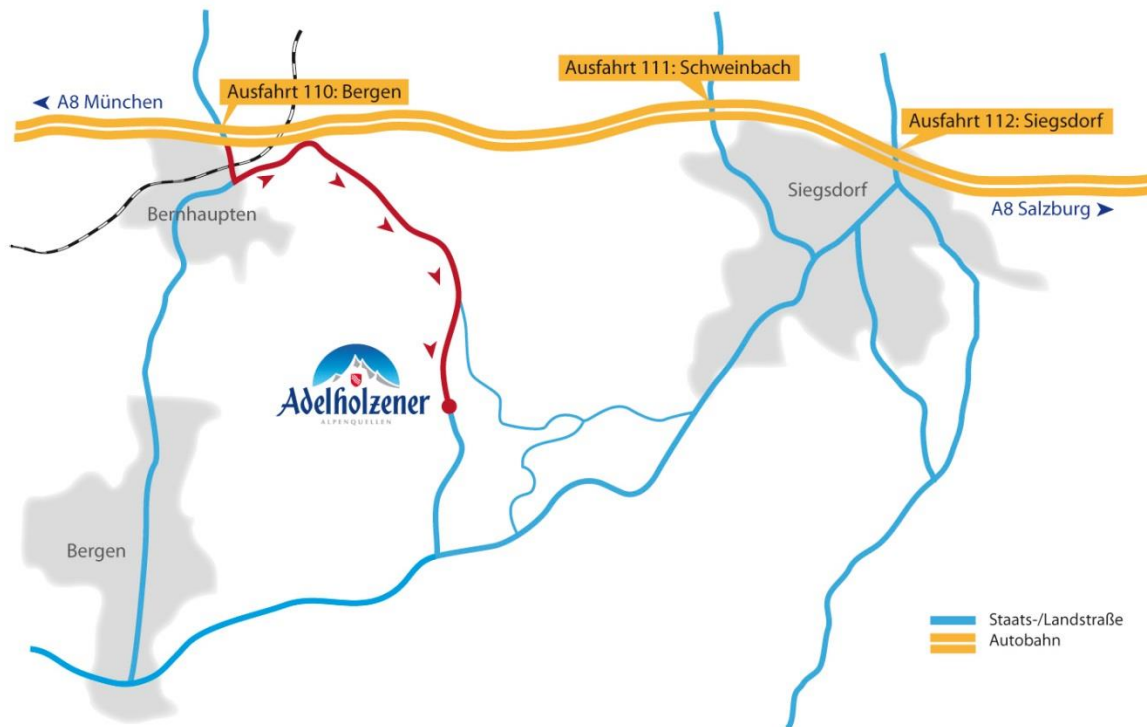 Ausfahrt 111: Schweinbach
Ausfahrt 110: Bergen
A8 München
Ausfahrt 112: Siegsdorf
Siegsdorf
Bernhaupten
A8 Salzburg
Adelholzener
ALPENQUELLEN
Bergen
Staats-/Landstraße
Autobahn